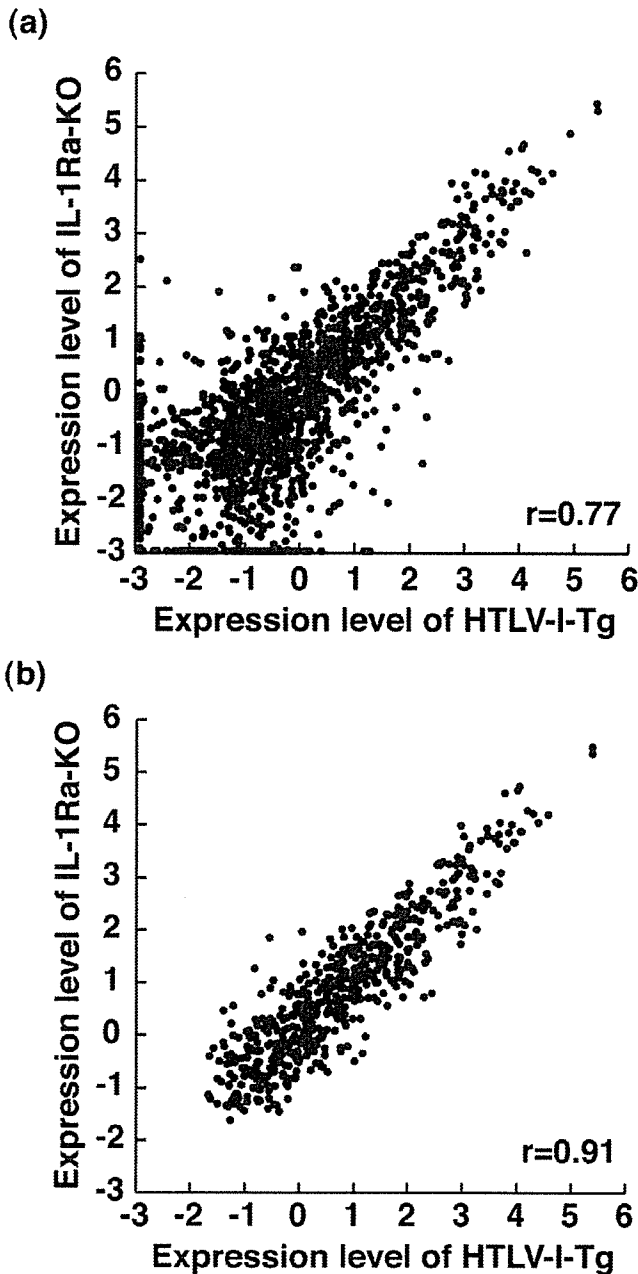 (a)
Expression level of IL-1Ra-KO
6
5
4
3
2
1
0
-1
-2
-3
r=0.77
-3 -2 -1 0 1 2 3 4 5 6
Expression level of HTLV-I-Tg
(b)
Expression level of IL-1Ra-KO
6
5
4
3
2
1
0
-1
-2
-3
r=0.91
-3 -2 -1 0 1 2 3 4 5 6
Expression level of HTLV-I-Tg